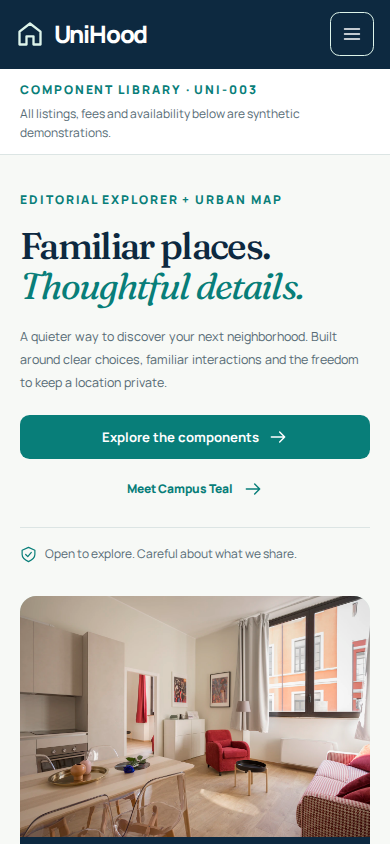 UniHood
COMPONENT LIBRARY · UNI-003
All listings, fees and availability below are synthetic
demonstrations.
EDITORIAL EXPLORER + URBAN MAP
Familiar places.
Thoughtful details.
A quieter way to discover your next neighborhood. Built
around clear choices, familiar interactions and the freedom
to keep a location private.
Explore the components
Meet Campus Teal
Open to explore. Careful about what we share.